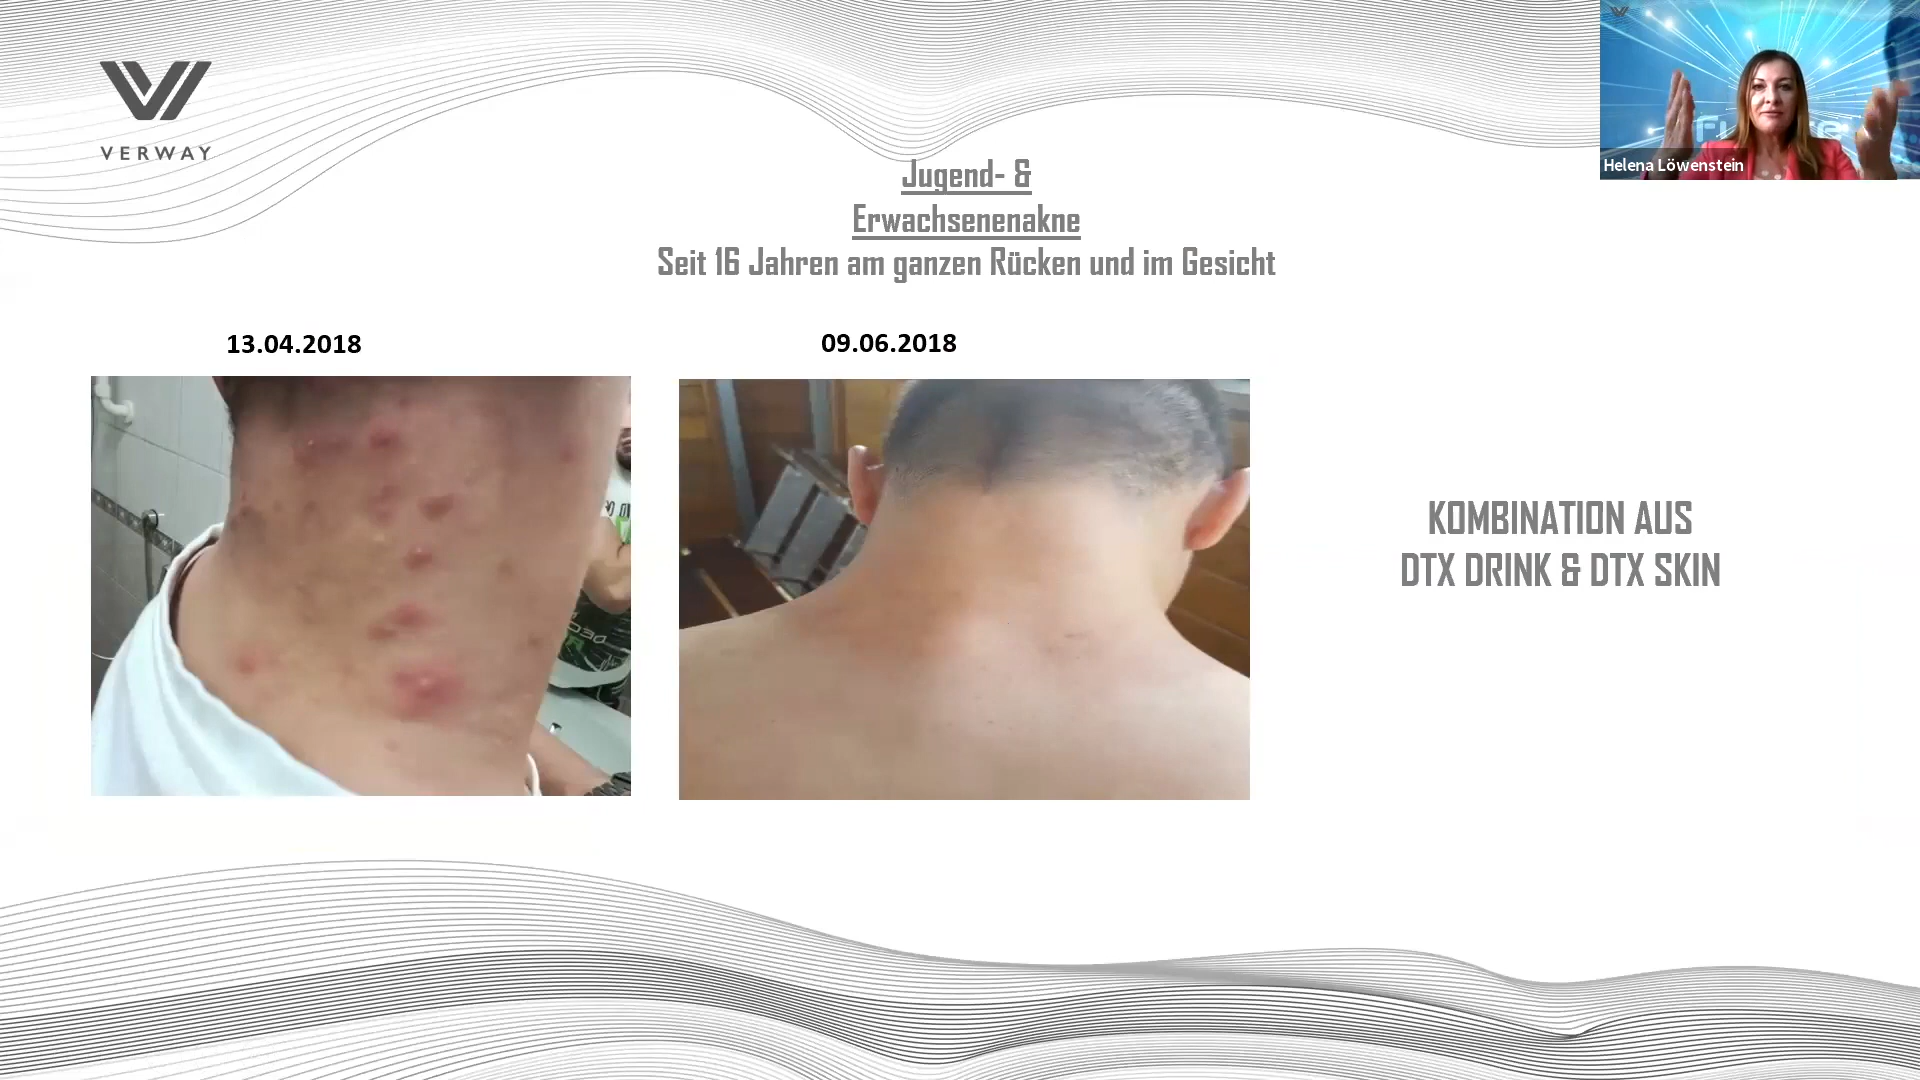 VERWAY
Jugend- &
Erwachsenenakne
Seit 16 Jahren am ganzen Rücken und im Gesicht
Helena Löwenstein
13.04.2018
09.06.2018
KOMBINATION AUS
DTX DRINK & DTX SKIN